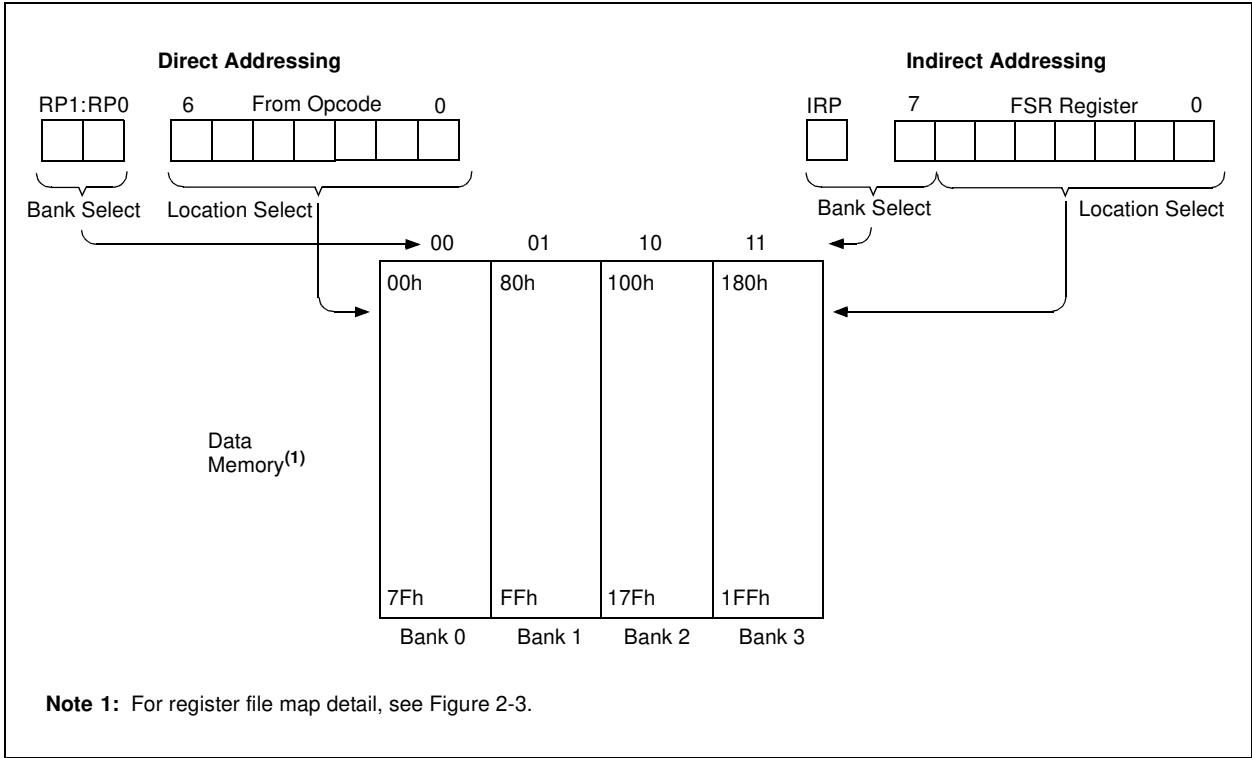 Direct Addressing
Indirect Addressing
RP1:RP0 6 From Opcode 0
IRP 7 FSR Register 0
Bank Select Location Select
Bank Select Location Select
00 01 10 11
00h 80h 100h 180h
Data
Memory(1)
7Fh FFh 17Fh 1FFh
Bank 0 Bank 1 Bank 2 Bank 3
Note 1: For register file map detail, see Figure 2-3.